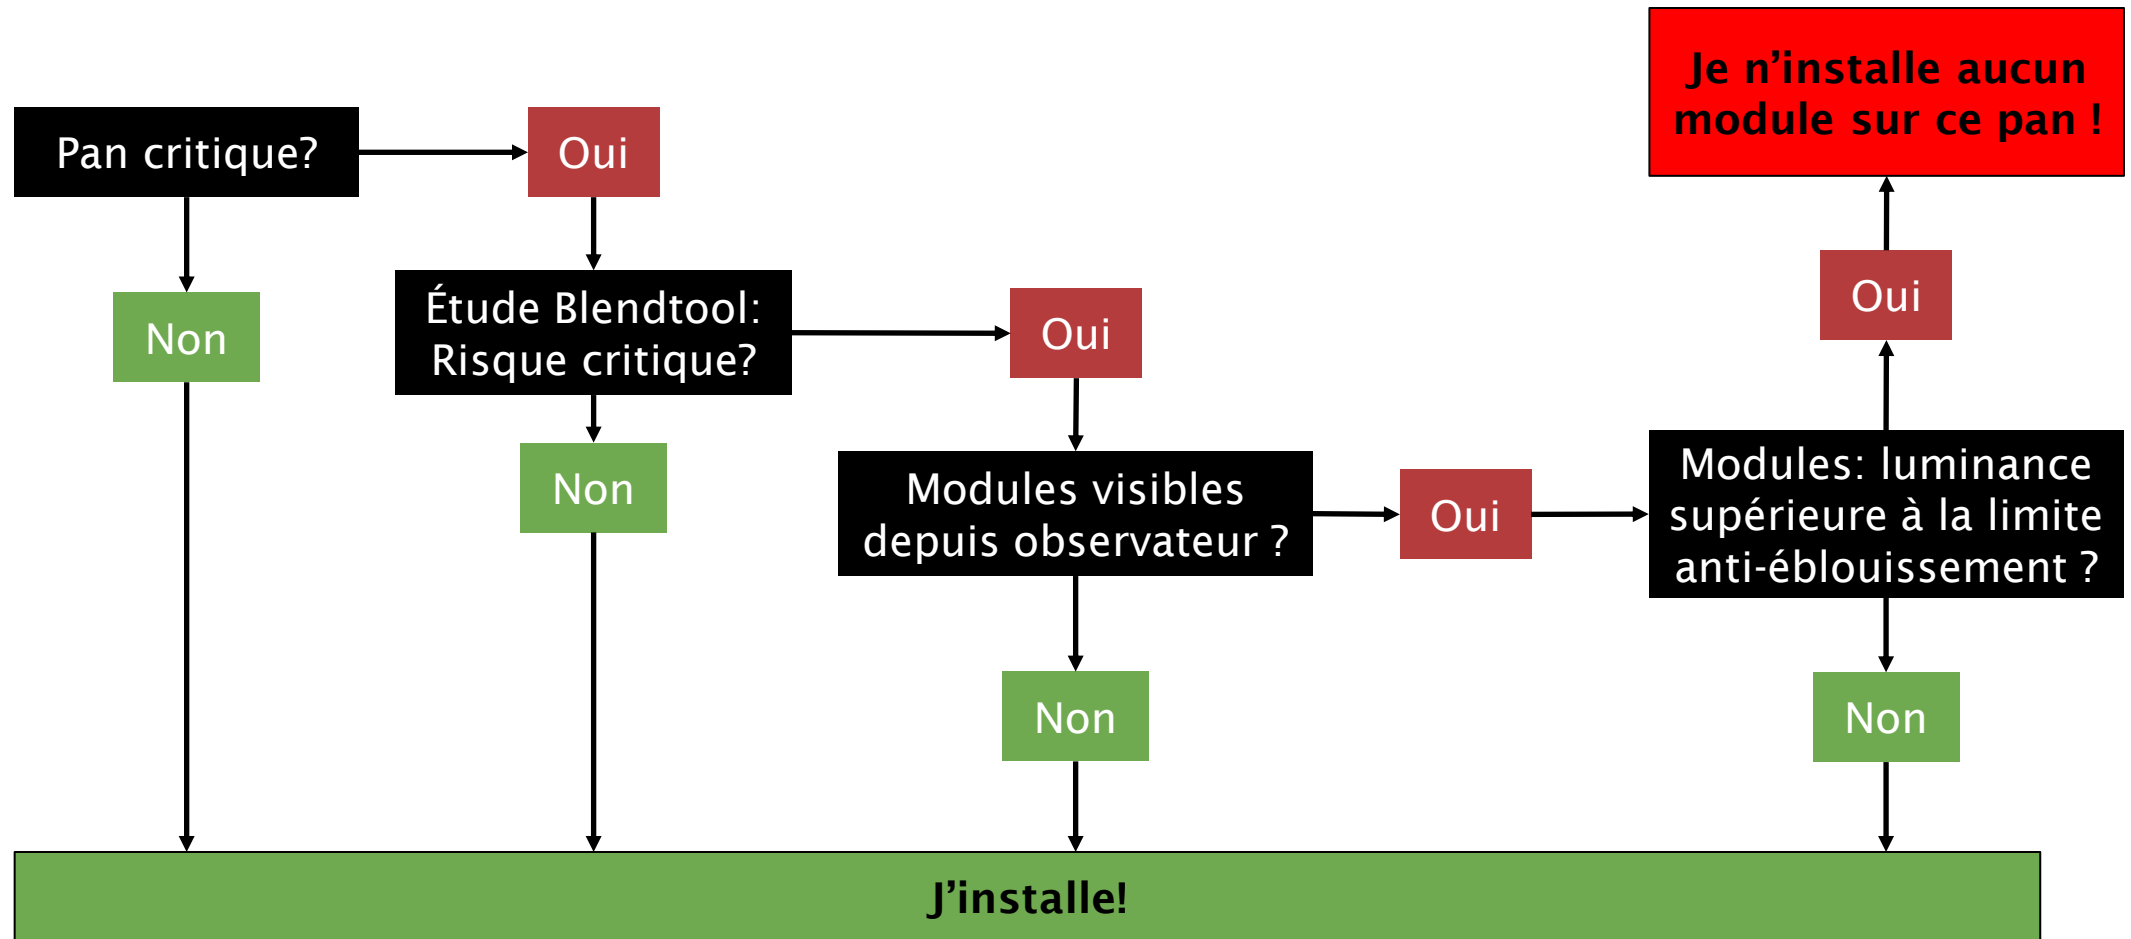 Je n’installe aucun
module sur ce pan !
Pan critique?
Oui
Oui
Non
Étude Blendtool:
Risque critique?
Oui
Non
Modules visibles
depuis observateur ?
Oui
Modules: luminance
supérieure à la limite
anti-éblouissement ?
Non
Non
J’installe!